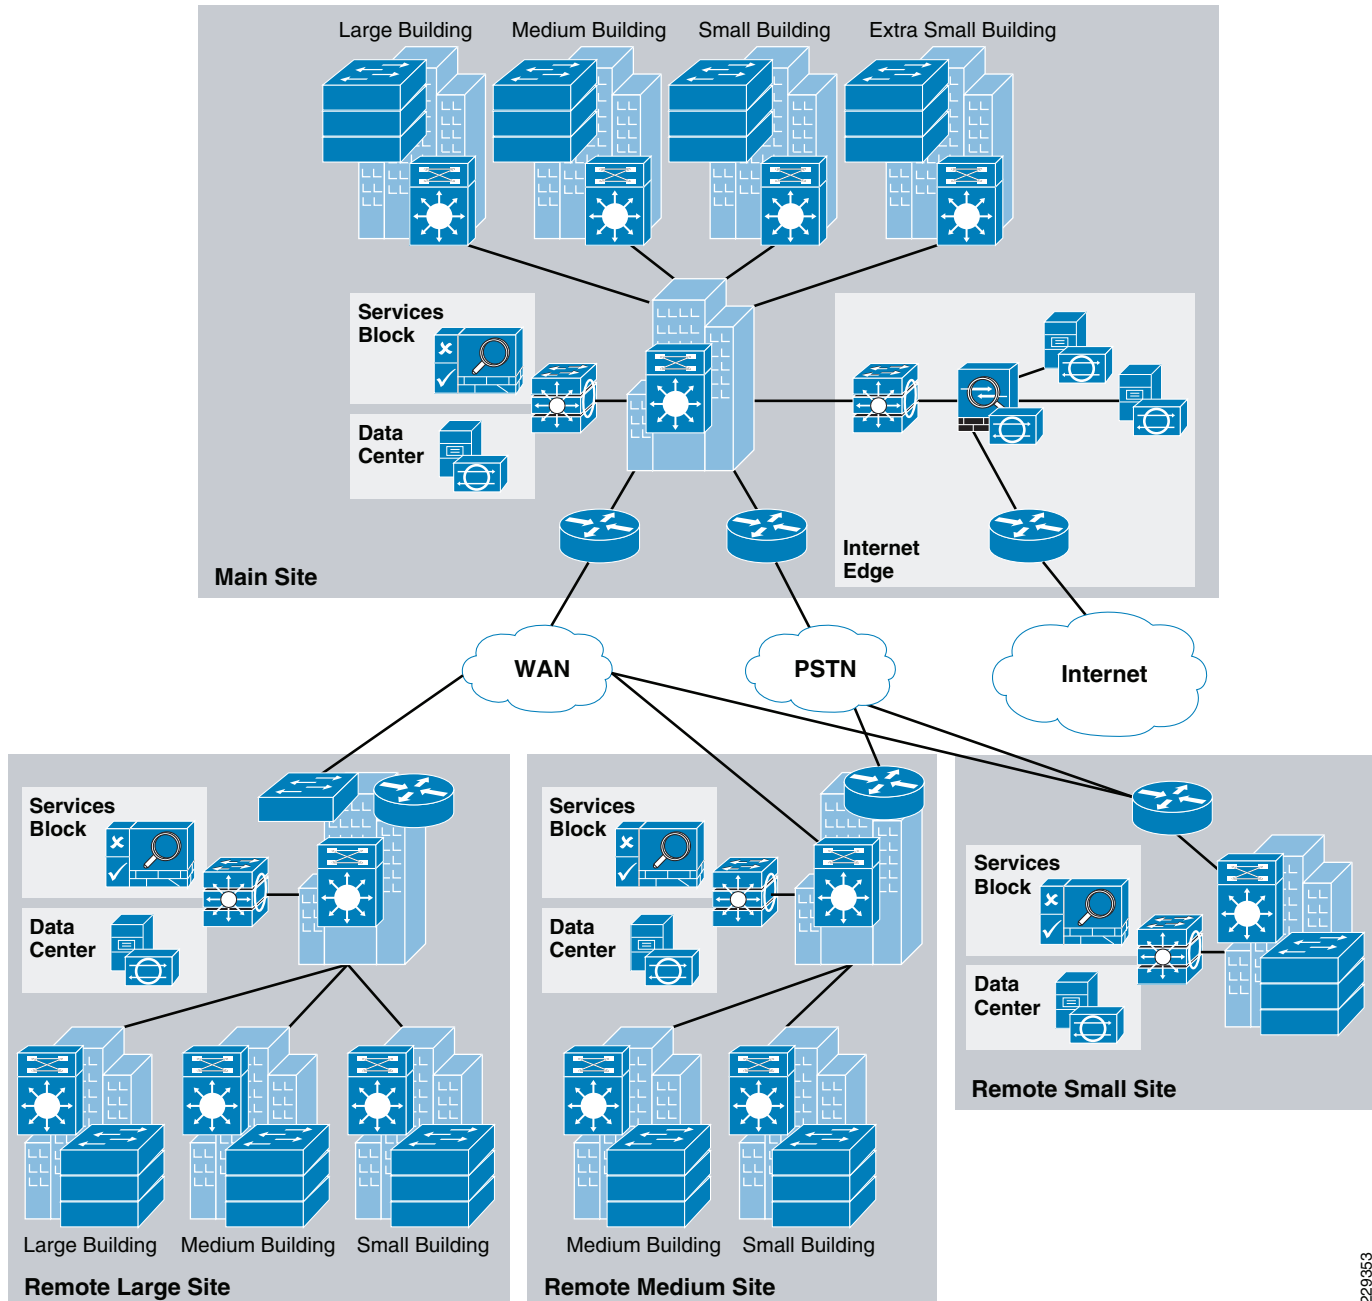 Large Building
Medium Building
Small Building
Extra Small Building
Services
Block
Data
Center
Internet
Edge
Main Site
WAN
PSTN
Internet
Services
Block
Data
Center
Large Building
Medium Building
Small Building
Remote Large Site
Services
Block
Data
Center
Medium Building
Small Building
Remote Medium Site
Services
Block
Data
Center
Remote Small Site
229353